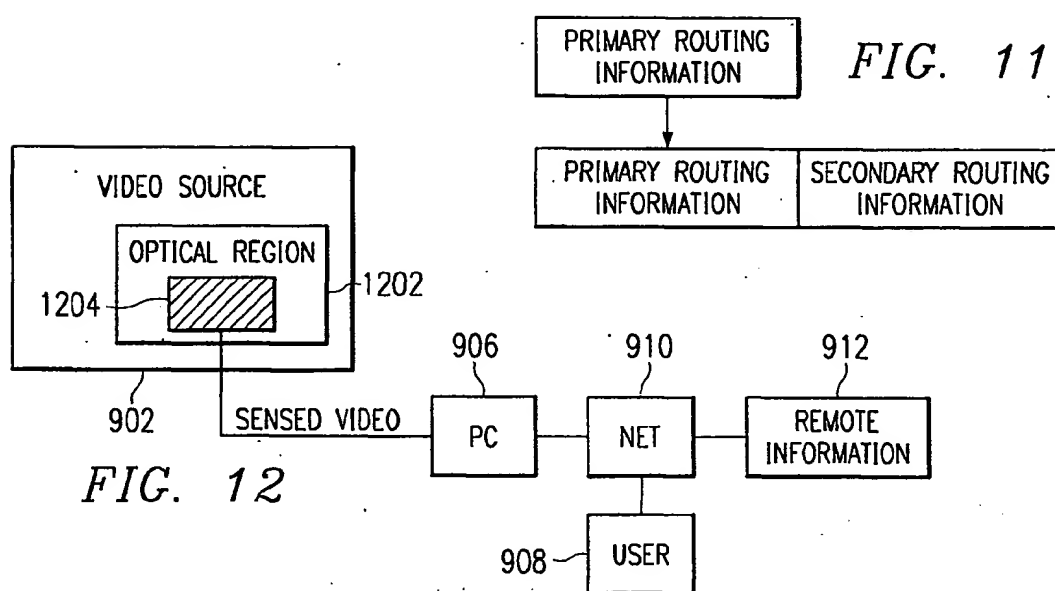 PRIMARY ROUTING
INFORMATION
FIG. 11
PRIMARY ROUTING
INFORMATION
SECONDARY ROUTING
INFORMATION
VIDEO SOURCE
OPTICAL REGION
1204
1202
902
SENSED VIDEO
906
PC
910
NET
912
REMOTE
INFORMATION
908
USER
FIG. 12